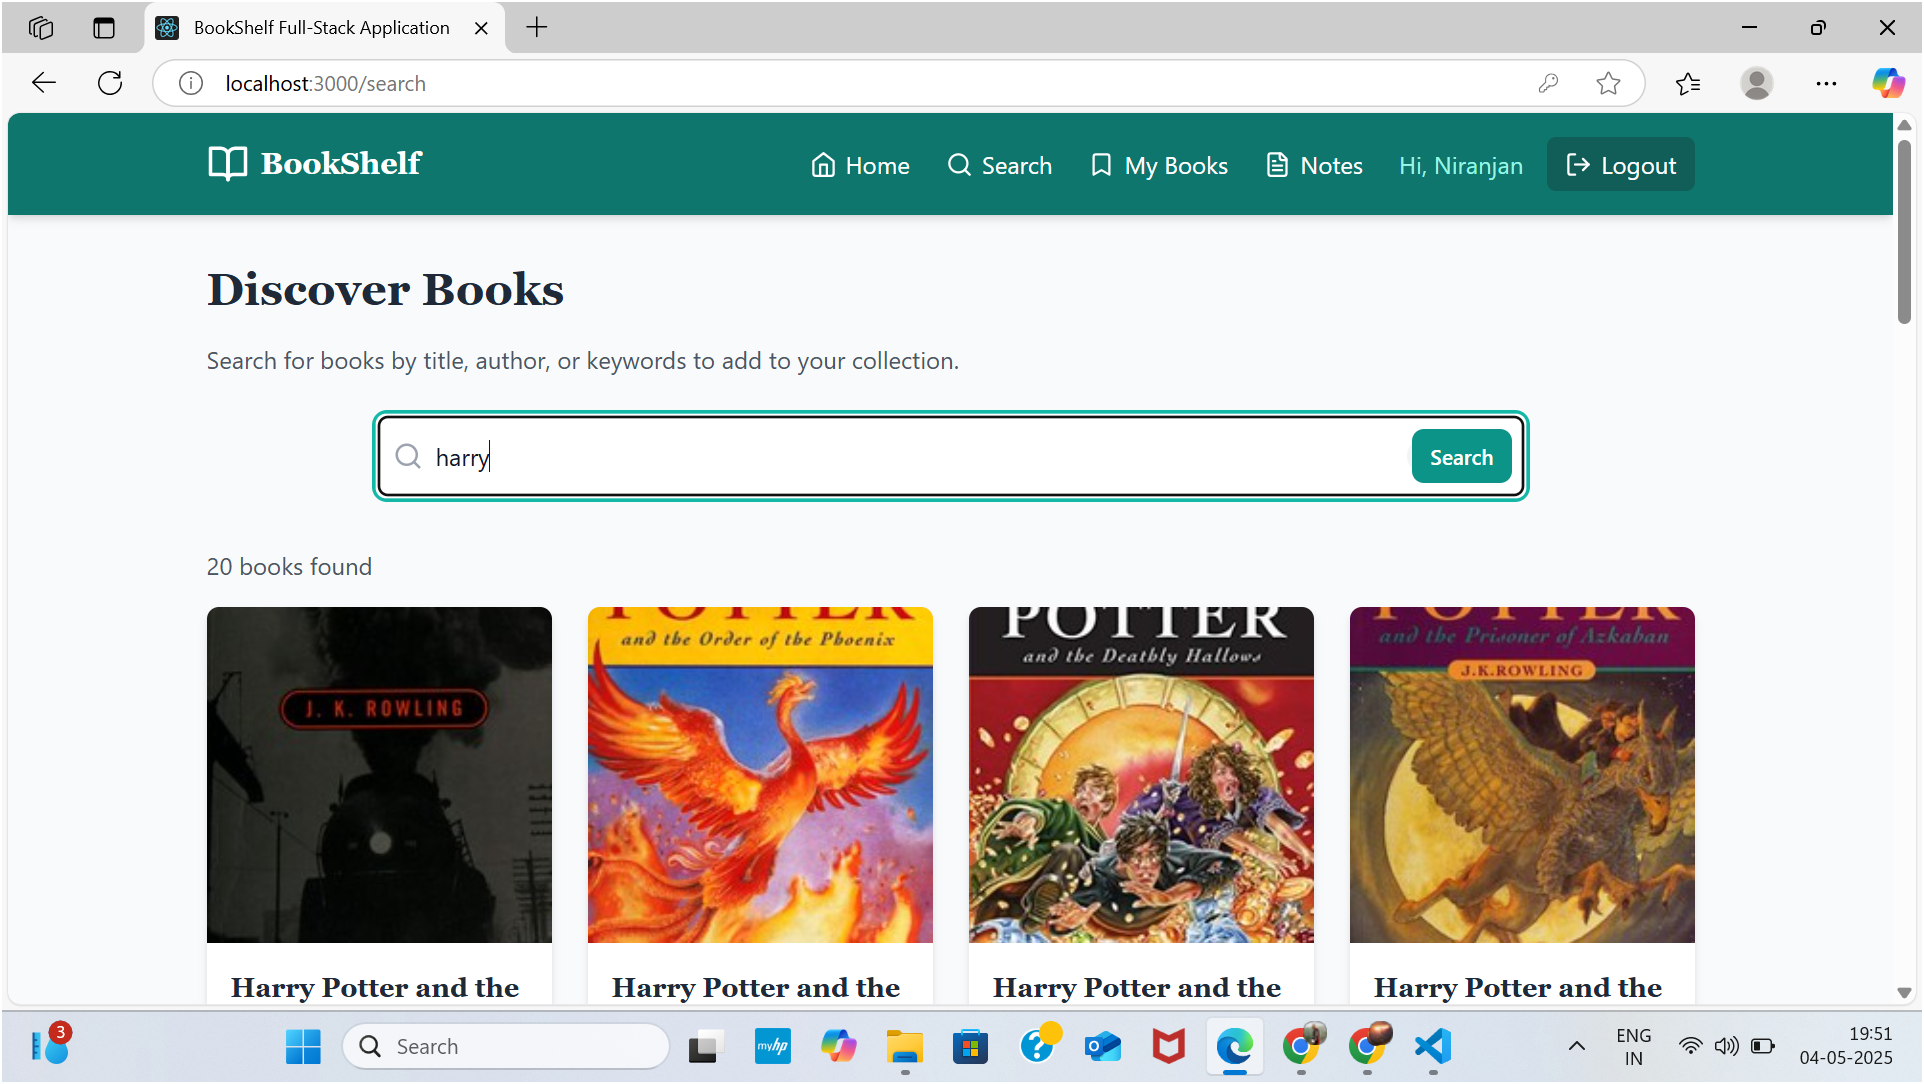 BookShelf Full-Stack Application
localhost:3000/search
BookShelf
Home
Search
My Books
Notes
Hi, Niranjan
Logout
Discover Books
Search for books by title, author, or keywords to add to your collection.
harry
Search
20 books found
J. K. ROWLING
POTTER
and the Order of the Phoenix
POTTER
and the Deathly Hallows
POTTER
and the Prisoner of Azkaban
J.K.ROWLING
Harry Potter and the
Harry Potter and the
Harry Potter and the
Harry Potter and the
3
Search
myhp
ENG
IN
19:51
04-05-2025